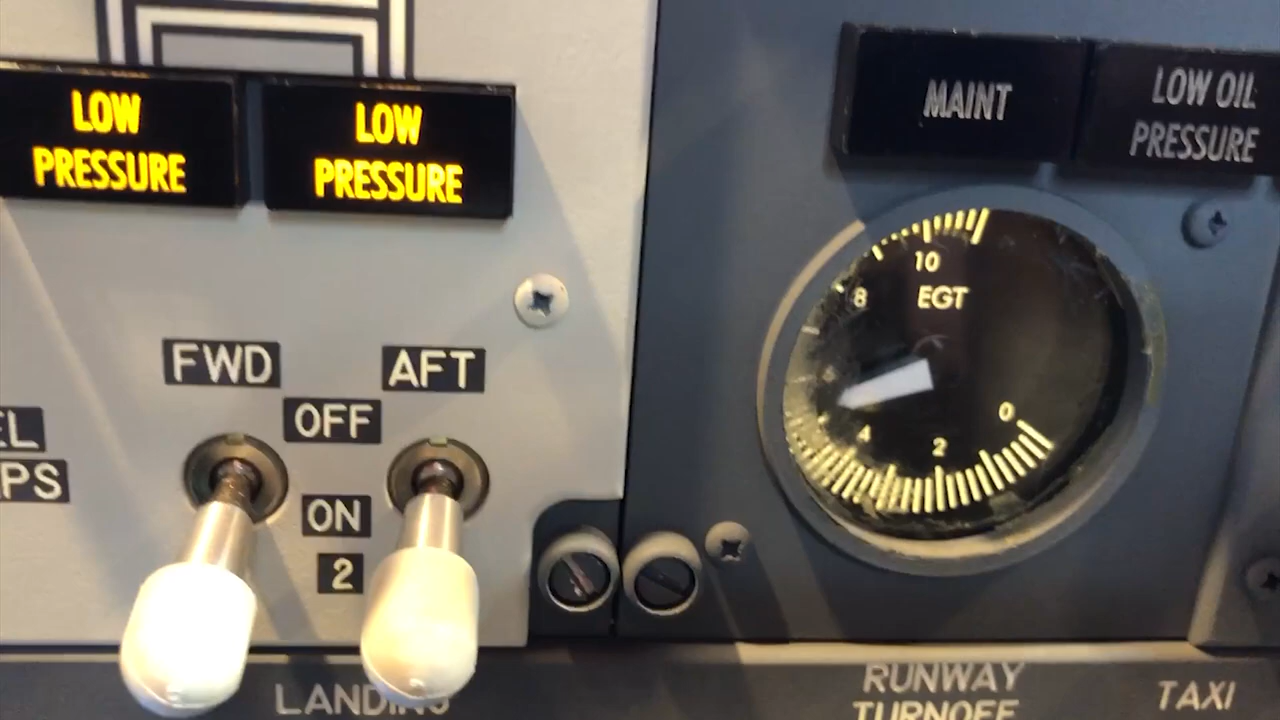 LOW
PRESSURE
LOW
PRESSURE
MAINT
LOW OIL
PRESSURE
10
8
EGT
4
2
0
FWD
AFT
OFF
EL
PS
ON
2
LANDING
RUNWAY
TURNOFF
TAXI